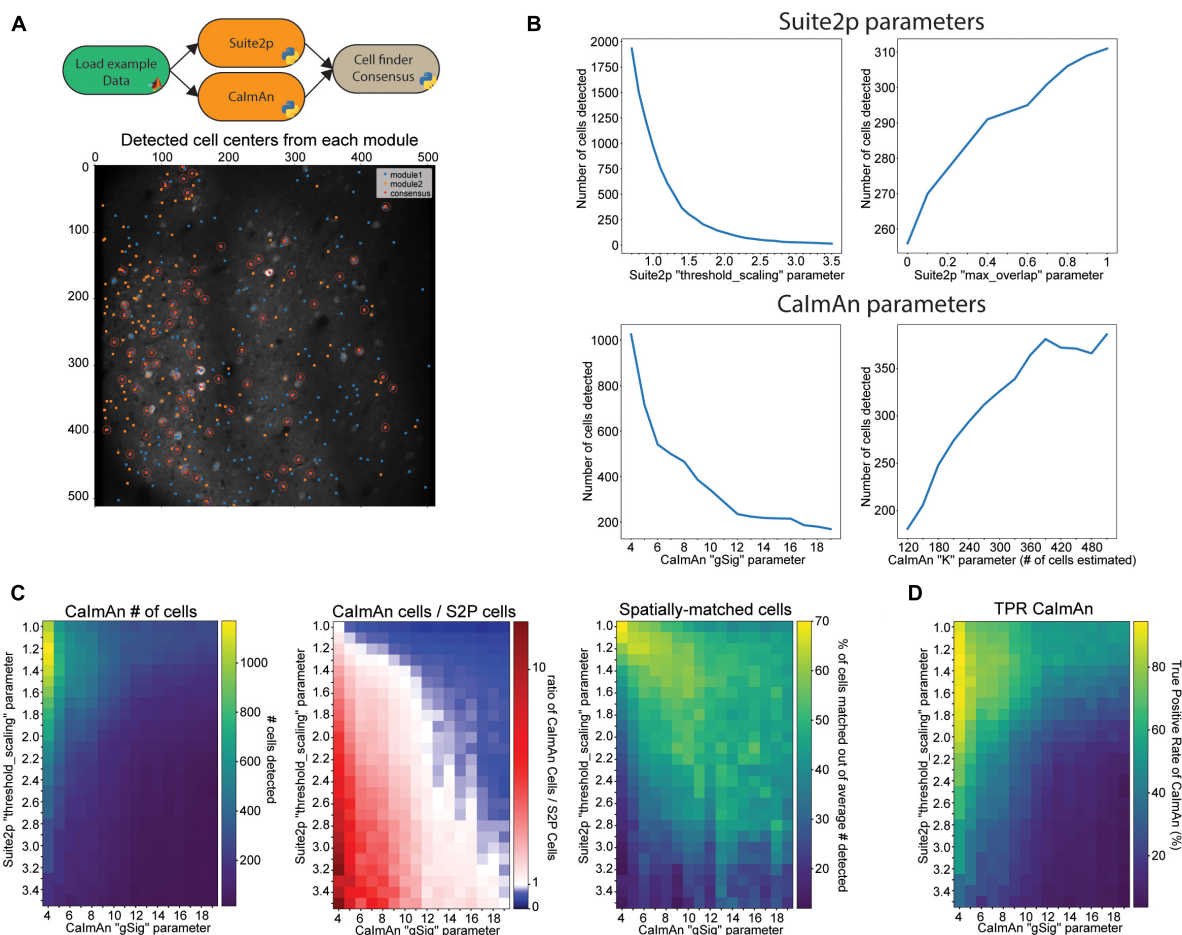 A
Load example
Data
Suite2p
CaImAn
Cell finder
Consensus
Detected cell centers from each module
0 100 200 300 400 500
0
100
200
300
400
500
module1
module2
consensus
B
Suite2p parameters
Number of cells detected
2000
1750
1500
1250
1000
750
500
250
0
1.0 1.5 2.0 2.5 3.0 3.5
Suite2p "threshold_scaling" parameter
Number of cells detected
310
300
290
280
270
260
0 0.2 0.4 0.6 0.8 1
Suite2p "max_overlap" parameter
CaImAn parameters
Number of cells detected
1000
800
600
400
200
4 6 8 10 12 14 16 18
CaImAn "gSig" parameter
Number of cells detected
350
300
250
200
120 180 240 300 360 420 480
CaImAn "K" parameter (# of cells estimated)
C
CaImAn # of cells
Suite2p "threshold_scaling" parameter
1.0
1.2
1.4
1.6
1.8
2.0
2.2
2.4
2.6
2.8
3.0
3.2
3.4
4 6 8 10 12 14 16 18
CaImAn "gSig" parameter
1000
800
600
400
200
# cells detected
CaImAn cells / S2P cells
Suite2p "threshold_scaling" parameter
1.0
1.2
1.4
1.6
1.8
2.0
2.2
2.4
2.6
2.8
3.0
3.2
3.4
4 6 8 10 12 14 16 18
CaImAn "gSig" parameter
10
1
0
ratio of CaImAn Cells / S2P Cells
Spatially-matched cells
Suite2p "threshold_scaling" parameter
1.0
1.2
1.4
1.6
1.8
2.0
2.2
2.4
2.6
2.8
3.0
3.2
3.4
4 6 8 10 12 14 16 18
CaImAn "gSig" parameter
70
60
50
40
30
20
% of cells matched out of average # detected
D
TPR CaImAn
Suite2p "threshold_scaling" parameter
1.0
1.2
1.4
1.6
1.8
2.0
2.2
2.4
2.6
2.8
3.0
3.2
3.4
4 6 8 10 12 14 16 18
CaImAn "gSig" parameter
80
60
40
20
True Positive Rate of CaImAn (%)